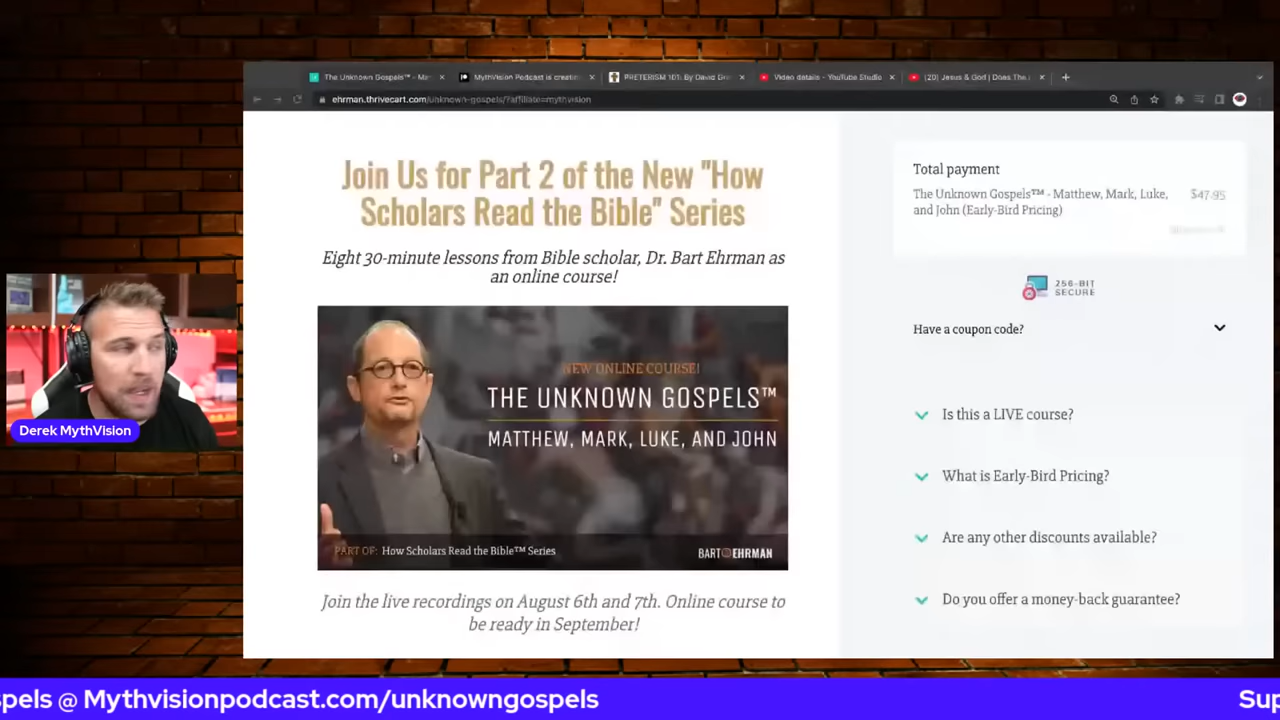 The Unknown Gospels™ - Ma
MythVision Podcast is creatin
PRETERISM 101: By David
Video details - YouTube Studio
(20) Jesus & God | Does The
ehrman.thrivecart.com/unknown-gospels/?affiliate=mythvision
Join Us for Part 2 of the New "How
Scholars Read the Bible" Series
Eight 30-minute lessons from Bible scholar, Dr. Bart Ehrman as
an online course!
NEW ONLINE COURSE!
THE UNKNOWN GOSPELS™
MATTHEW, MARK, LUKE, AND JOHN
PART OF: How Scholars Read the Bible™ Series
BART EHRMAN
Join the live recordings on August 6th and 7th. Online course to
be ready in September!
Total payment
The Unknown Gospels™ - Matthew, Mark, Luke, $47.95
and John (Early-Bird Pricing)
256-BIT
SECURE
Have a coupon code?
Is this a LIVE course?
What is Early-Bird Pricing?
Are any other discounts available?
Do you offer a money-back guarantee?
Derek MythVision
spels @ Mythvisionpodcast.com/unknowngospels
Sup